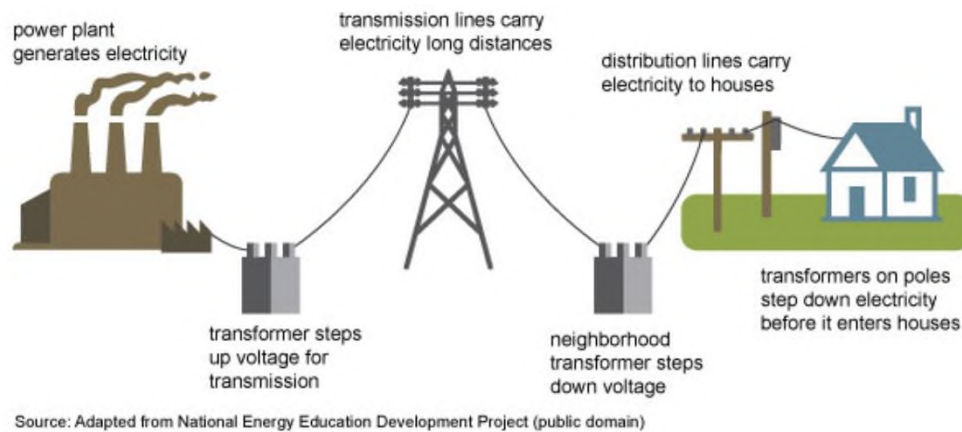 power plant
generates electricity
transmission lines carry
electricity long distances
distribution lines carry
electricity to houses
transformer steps
up voltage for
transmission
neighborhood
transformer steps
down voltage
transformers on poles
step down electricity
before it enters houses
Source: Adapted from National Energy Education Development Project (public domain)